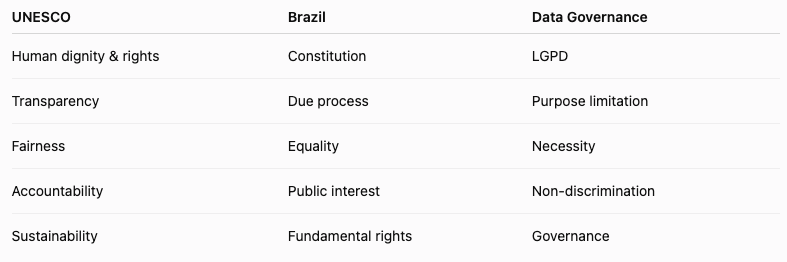 UNESCO Brazil Data Governance
Human dignity & rights Constitution LGPD
Transparency Due process Purpose limitation
Fairness Equality Necessity
Accountability Public interest Non-discrimination
Sustainability Fundamental rights Governance